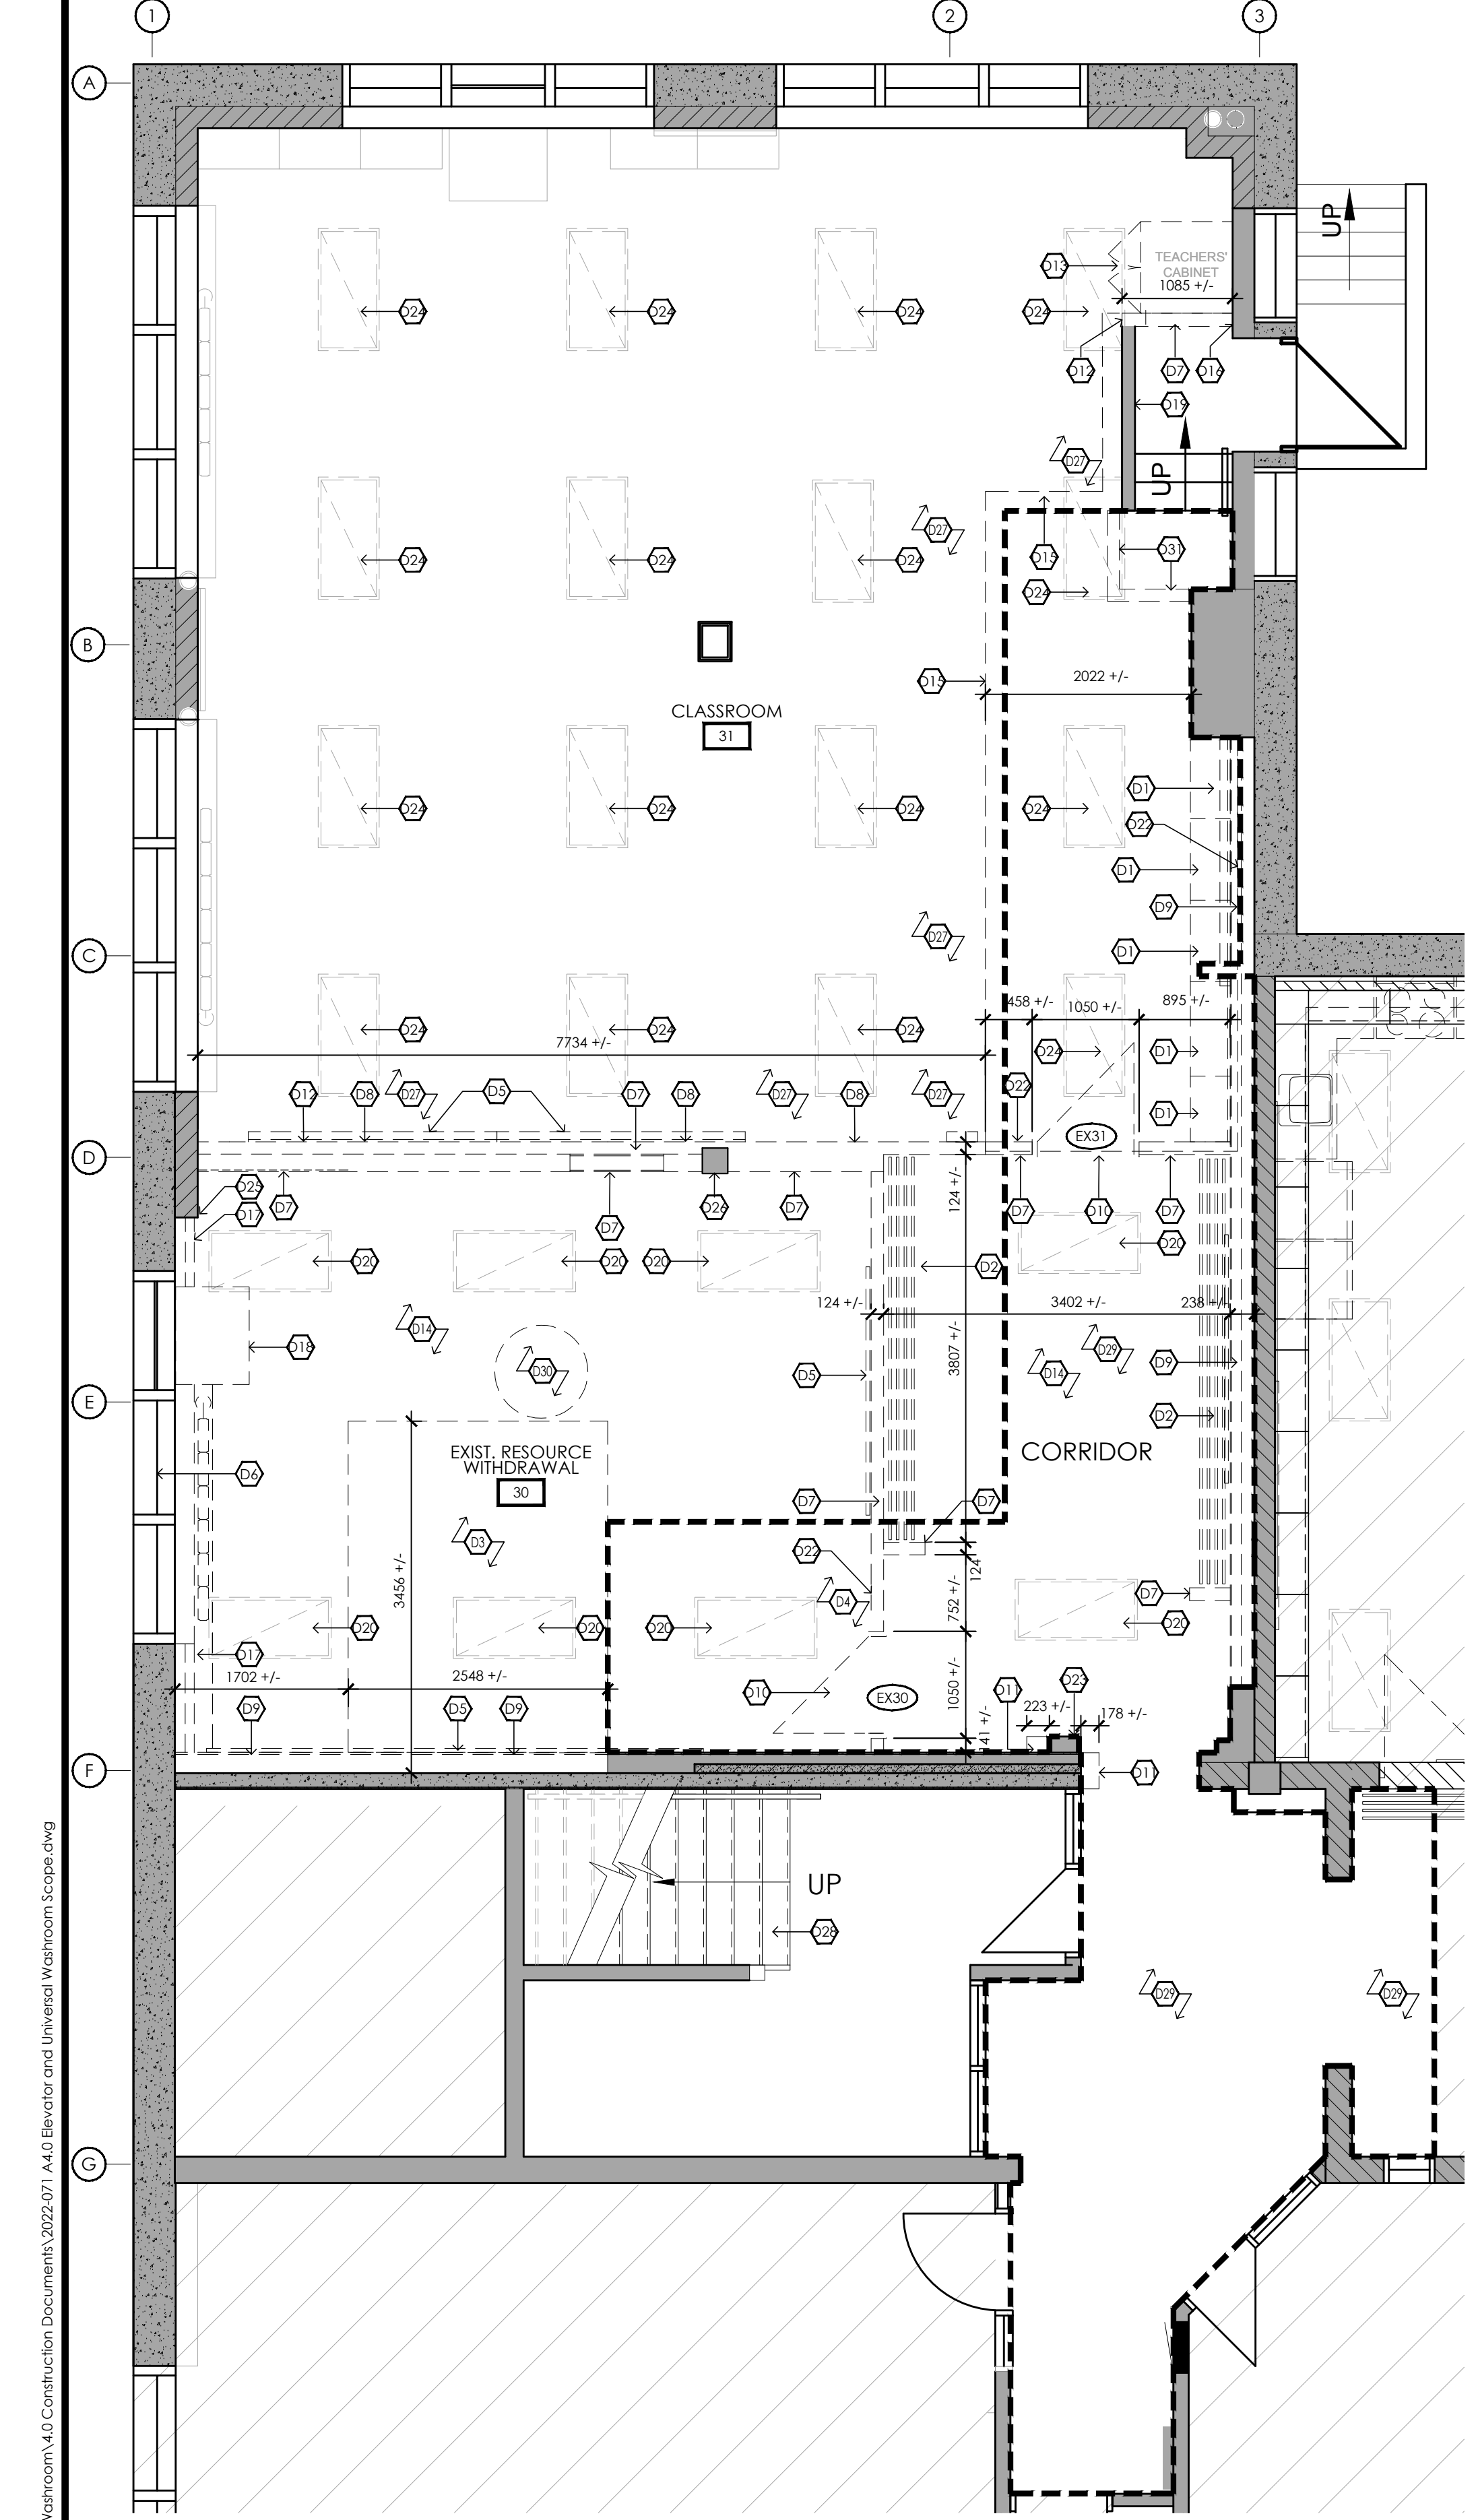 1
2
3
A
UP
TEACHERS'
CABINET
1085 +/-
D13
D24
D24
D24
D24
D12
D7
D16
D19
D27
UP
D27
D15
D31
D24
D24
D24
D24
B
D15
2022 +/-
CLASSROOM
31
D1
D24
D24
D24
D24
D22
D1
D9
D27
D1
C
458 +/-
1050 +/-
895 +/-
D24
D24
D24
7734 +/-
D24
D1
D22
D12
D8
D27
D5
D7
D8
D27
D8
D27
D1
EX31
D
D25
D17
D7
D7
D26
D7
124 +/-
D7
D10
D7
D20
D20
D20
D20
D2
124 +/-
3402 +/-
238 +/-
D14
D18
D30
3807 +/-
D14
D29
D9
D5
E
D2
EXIST. RESOURCE
WITHDRAWAL
30
CORRIDOR
D6
D7
D7
D3
D22
124
3456 +/-
D4
752 +/-
D7
D20
D20
D20
D20
D17
1702 +/-
2548 +/-
D10
EX30
1050 +/-
D11
D23
223 +/-
178 +/-
D9
D5
D9
141 +/-
F
D11
UP
D28
D29
D29
G
Washroom\4.0 Construction Documents\2022-071 A4.0 Elevator and Universal Washroom Scope.dwg